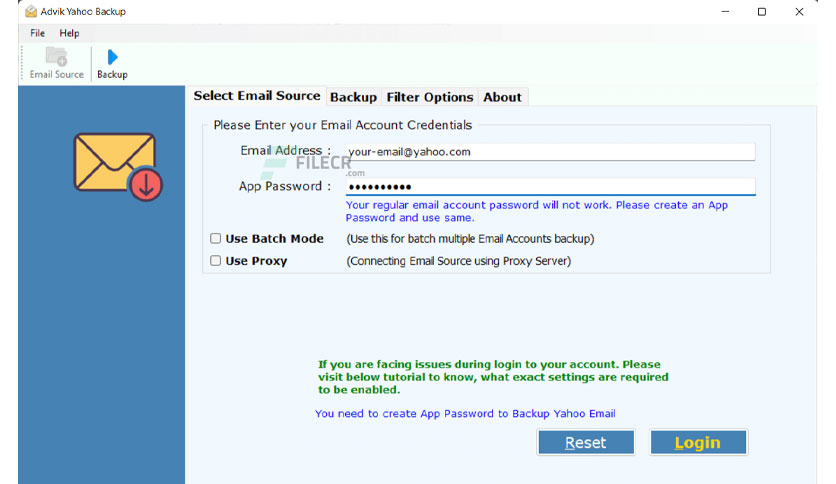 Advik Yahoo Backup
File Help
Email Source Backup
Select Email Source Backup Filter Options About
Please Enter your Email Account Credentials
Email Address : your-email@yahoo.com
FILECR
.com
App Password : ••••••••••
Your regular email account password will not work. Please create an App
Password and use same.
Use Batch Mode (Use this for batch multiple Email Accounts backup)
Use Proxy (Connecting Email Source using Proxy Server)
If you are facing issues during login to your account. Please
visit below tutorial to know, what exact settings are required
to be enabled.
You need to create App Password to Backup Yahoo Email
Reset Login